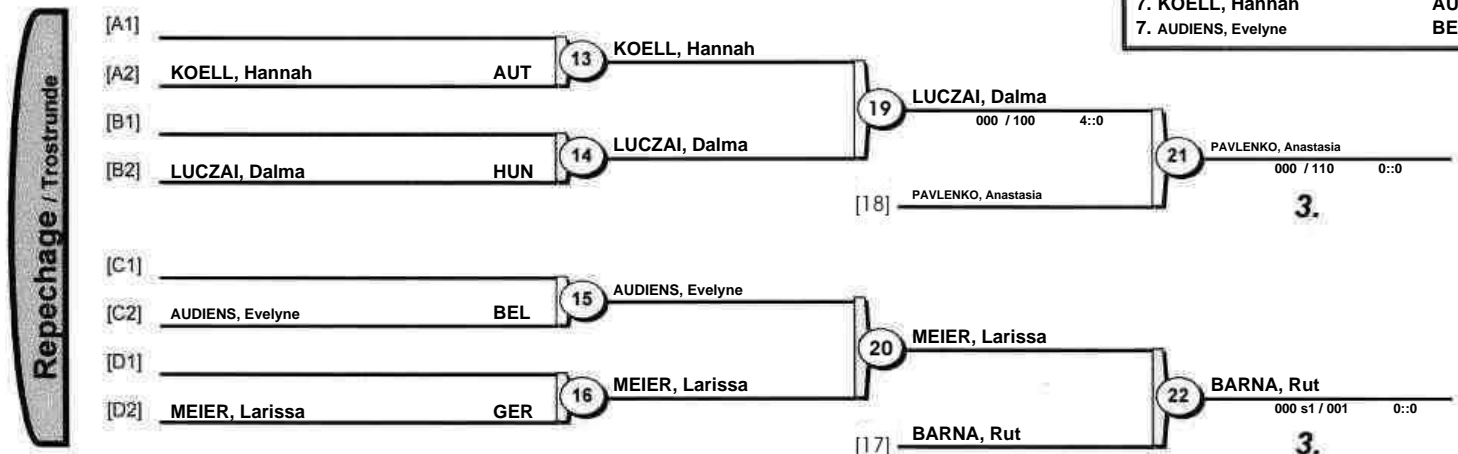 7. KOELL, Hannah AU
7. AUDIENS, Evelyne BE
Repechage / Trostrunde
[A1]
[A2] KOELL, Hannah AUT
13 KOELL, Hannah
[B1]
[B2] LUCZAI, Dalma HUN
14 LUCZAI, Dalma
19 LUCZAI, Dalma
000 / 100 4::0
[18] PAVLENKO, Anastasia
21 PAVLENKO, Anastasia
000 / 110 0::0
3.
[C1]
[C2] AUDIENS, Evelyne BEL
15 AUDIENS, Evelyne
[D1]
[D2] MEIER, Larissa GER
16 MEIER, Larissa
20 MEIER, Larissa
[17] BARNA, Rut
22 BARNA, Rut
000 s1 / 001 0::0
3.